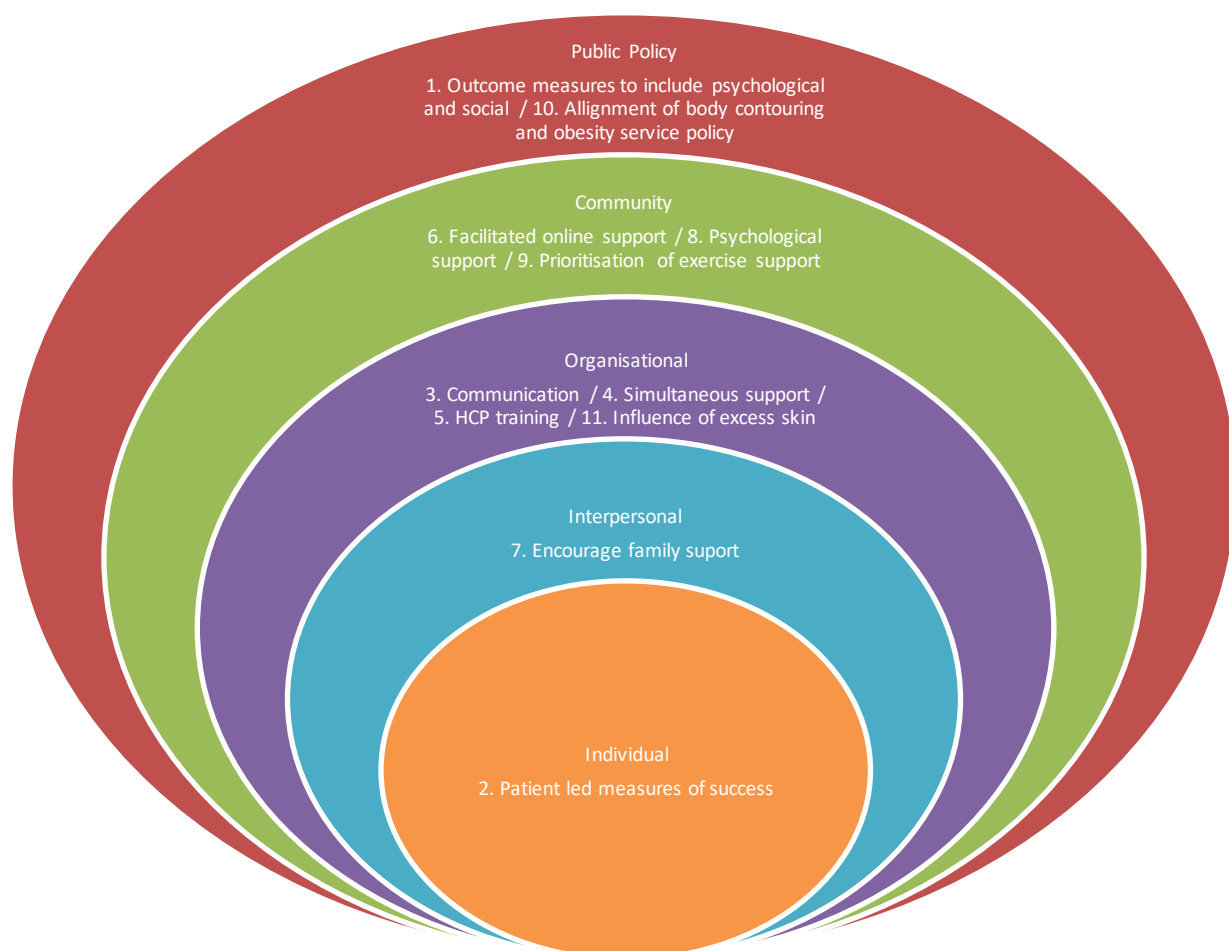 Public Policy
1. Outcome measures to include psychological
and social / 10. Allignment of body contouring
and obesity service policy
Community
6. Facilitated online support / 8. Psychological
support / 9. Prioritisation of exercise support
Organisational
3. Communication / 4. Simultaneous support /
5. HCP training / 11. Influence of excess skin
Interpersonal
7. Encourage family suport
Individual
2. Patient led measures of success